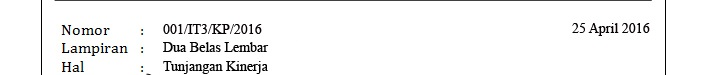 Nomor : 001/IT3/KP/2016 25 April 2016
Lampiran : Dua Belas Lembar
Hal : Tunjangan Kinerja